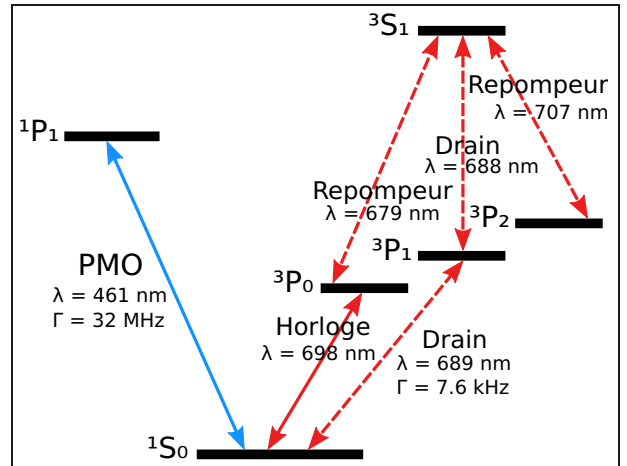 ³S₁
Repompeur
λ = 707 nm
¹P₁
Drain
λ = 688 nm
Repompeur
λ = 679 nm
³P₂
³P₁
PMO
λ = 461 nm
Γ = 32 MHz
³P₀
Horloge
λ = 698 nm
Drain
λ = 689 nm
Γ = 7.6 kHz
¹S₀